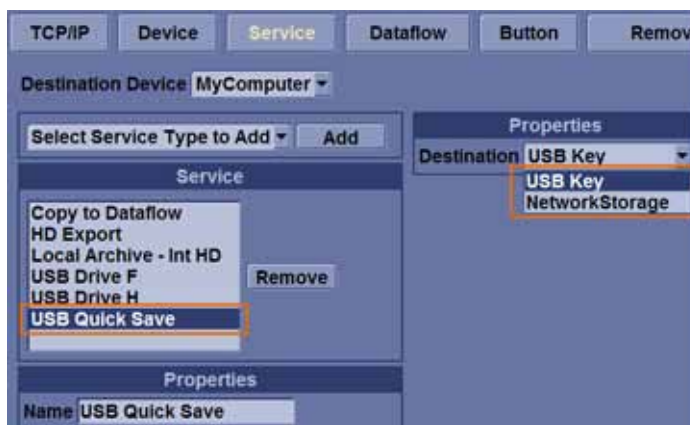 TCP/IP Device Service Dataflow Button Remov
Destination Device MyComputer
Select Service Type to Add Add
Service
Copy to Dataflow
HD Export
Local Archive - Int HD
USB Drive F
USB Drive H
USB Quick Save
Remove
Properties
Name USB Quick Save
Properties
Destination USB Key
USB Key
NetworkStorage